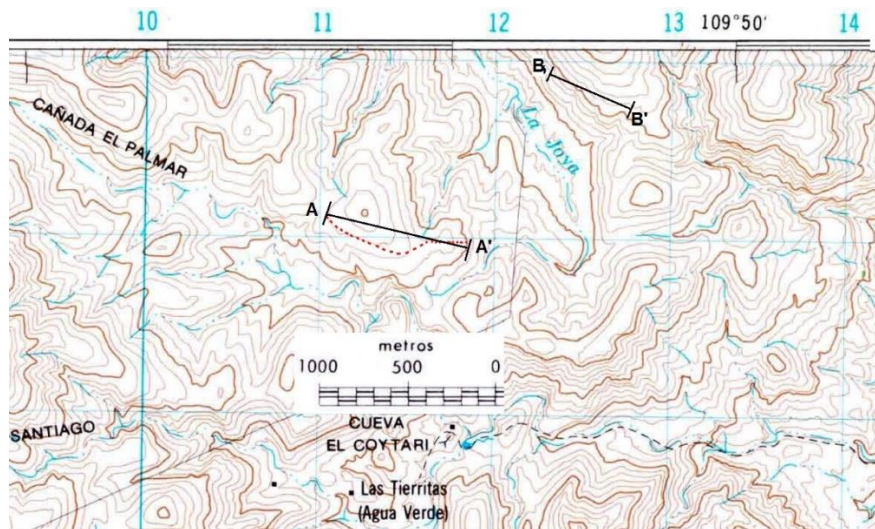 10 11 12 13 109°50' 14
B B'
CAÑADA EL PALMAR
La Joya
A A'
metros
1000 500 0
SANTIAGO
CUEVA
EL COYTARI
Las Tierritas
(Agua Verde)